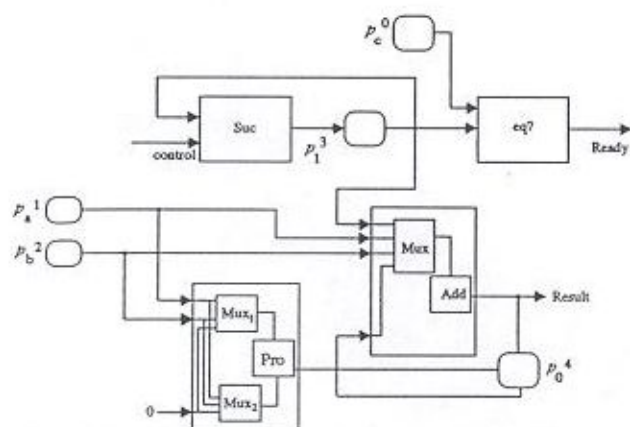 p_c^0
Suc
control
p_1^3
eq?
Ready
p_a^1
p_b^2
Mux
Add
Result
Mux_1
Pro
Mux_2
0
p_0^4